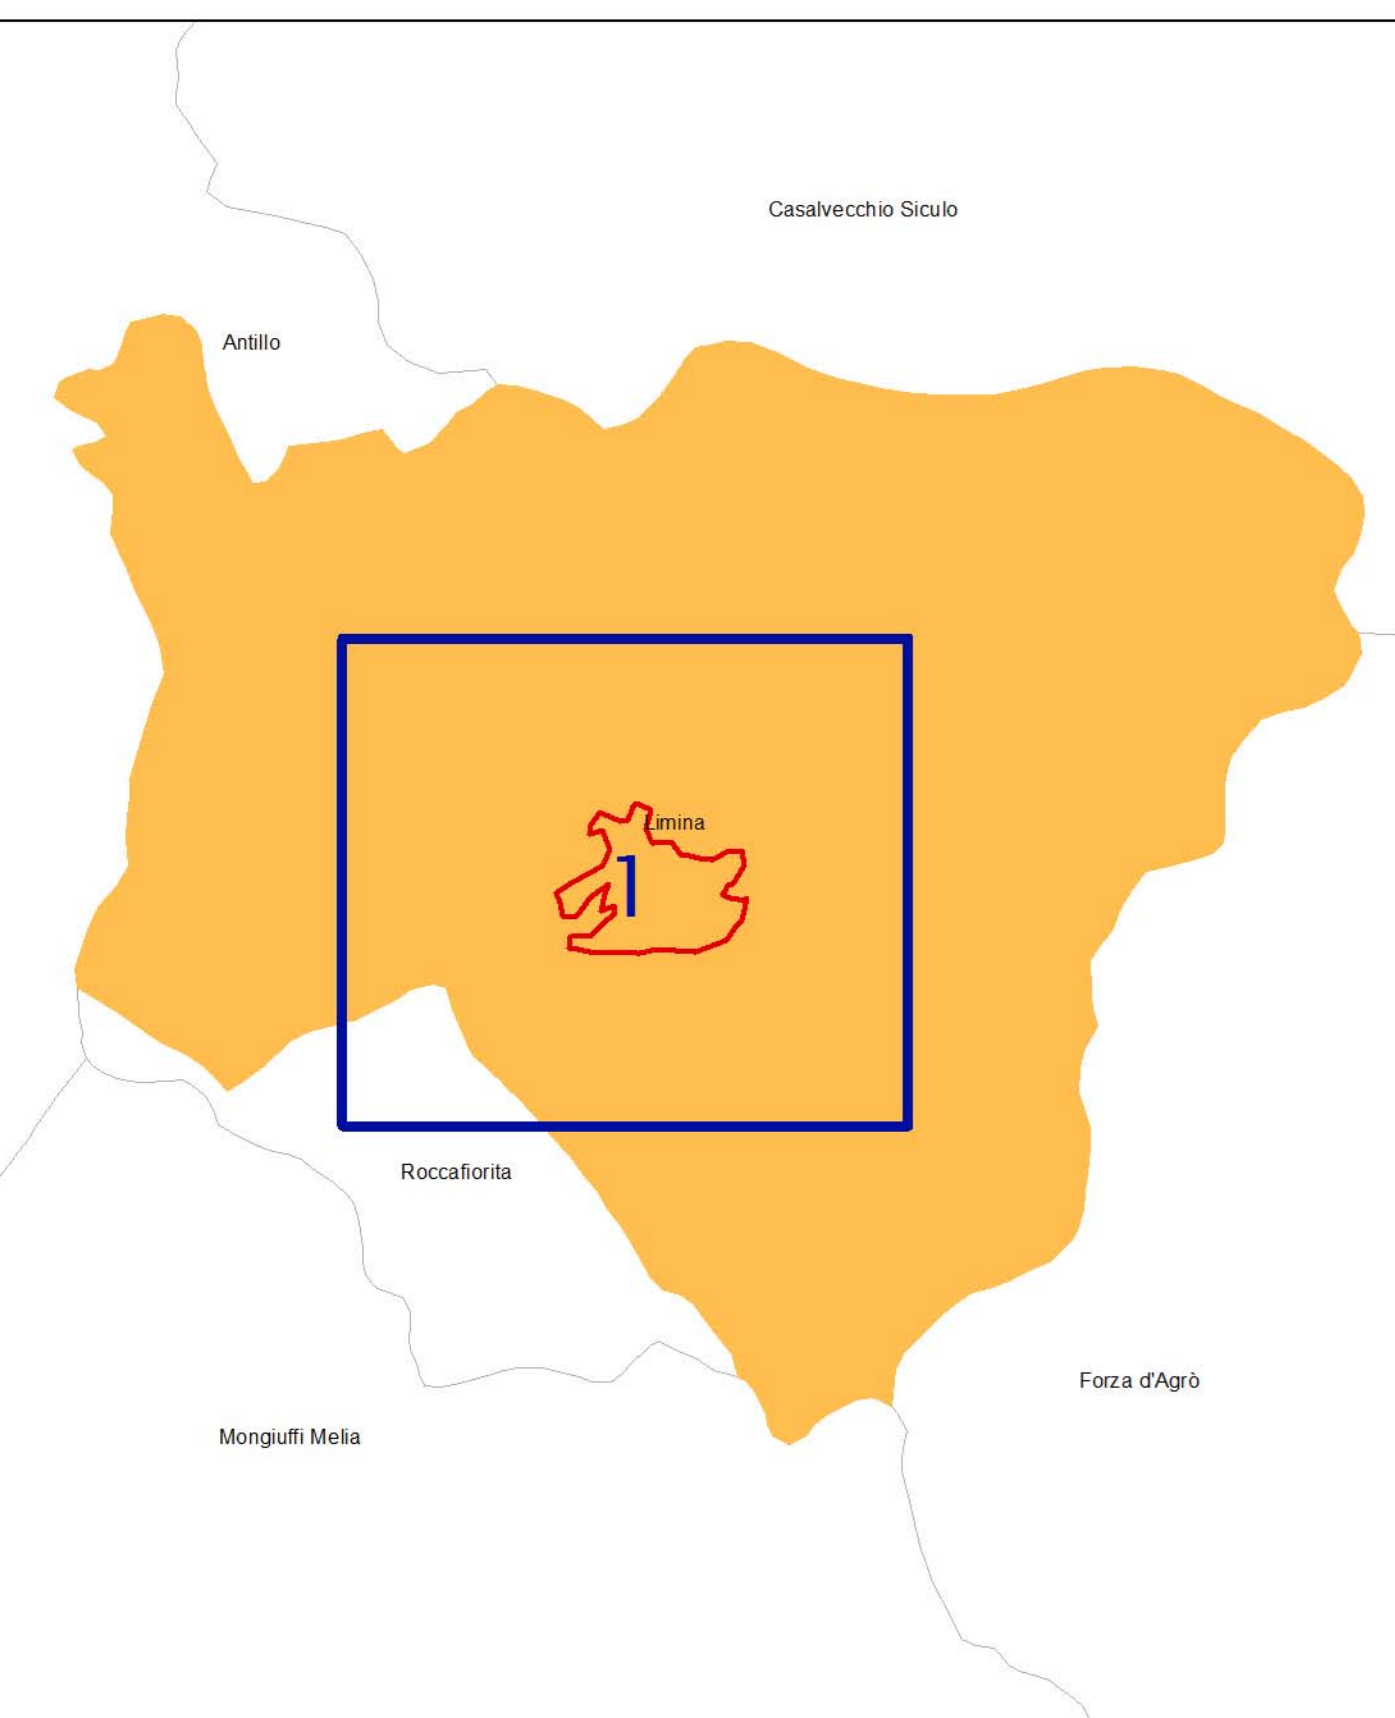 Casalvecchio Siculo
Antillo
Limina
1
Roccafiorita
Forza d'Agrò
Mongiuffi Melia